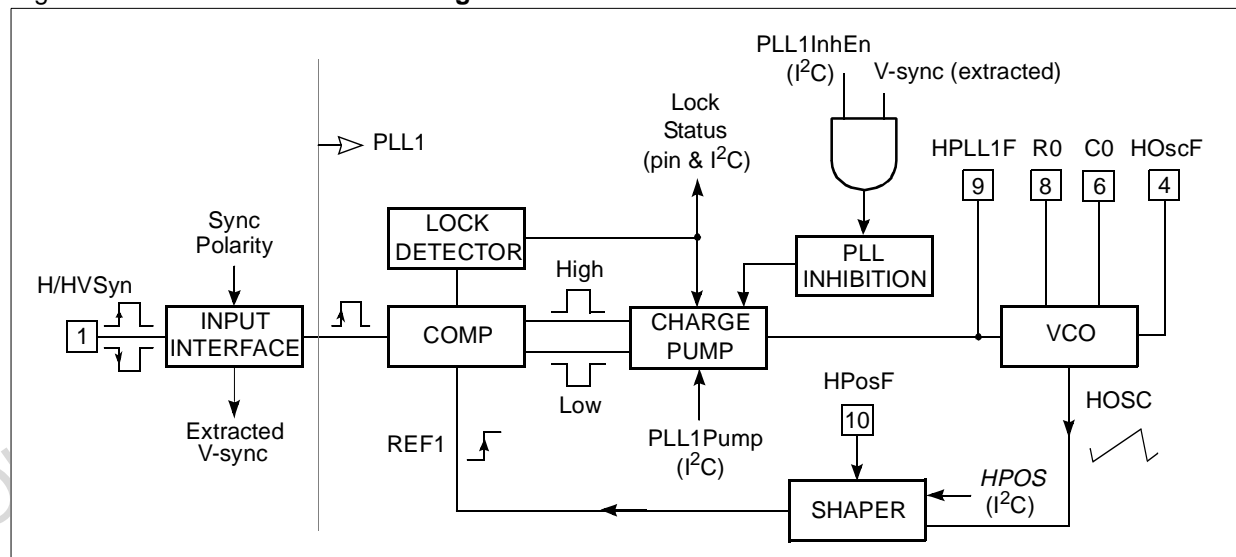 PLL1InhEn
(I²C)
V-sync (extracted)
Lock
Status
(pin & I²C)
PLL1
HPLL1F
R0
C0
HOscF
9
8
6
4
Sync
Polarity
LOCK
DETECTOR
PLL
INHIBITION
H/HVSyn
High
1
INPUT
INTERFACE
COMP
CHARGE
PUMP
VCO
Low
HPosF
HOSC
Extracted
V-sync
REF1
PLL1Pump
(I²C)
10
HPOS
(I²C)
SHAPER